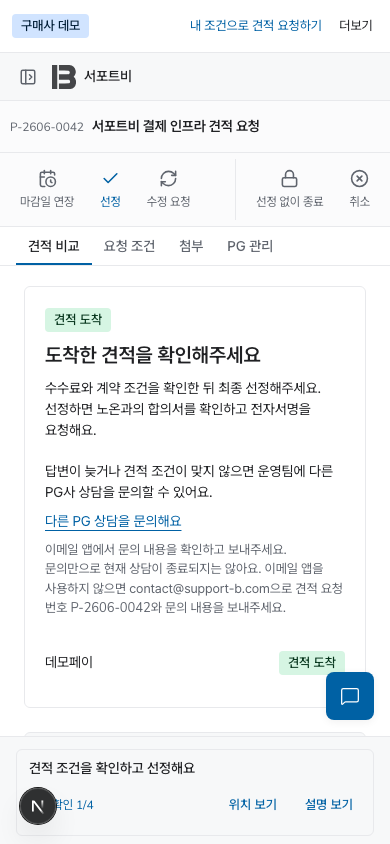 구매사 데모
내 조건으로 견적 요청하기
더보기
서포트비
P-2606-0042 서포트비 결제 인프라 견적 요청
마감일 연장
선정
수정 요청
선정 없이 종료
취소
견적 비교
요청 조건
첨부
PG 관리
견적 도착
도착한 견적을 확인해주세요
수수료와 계약 조건을 확인한 뒤 최종 선정해주세요.
선정하면 노온과의 합의서를 확인하고 전자서명을
요청해요.
답변이 늦거나 견적 조건이 맞지 않으면 운영팀에 다른
PG사 상담을 문의할 수 있어요.
다른 PG 상담을 문의해요
이메일 앱에서 문의 내용을 확인하고 보내주세요.
문의만으로 현재 상담이 종료되지는 않아요. 이메일 앱을
사용하지 않으면 contact@support-b.com으로 견적 요청
번호 P-2606-0042와 문의 내용을 보내주세요.
데모페이
견적 도착
견적 조건을 확인하고 선정해요
N
확인 1/4
위치 보기
설명 보기